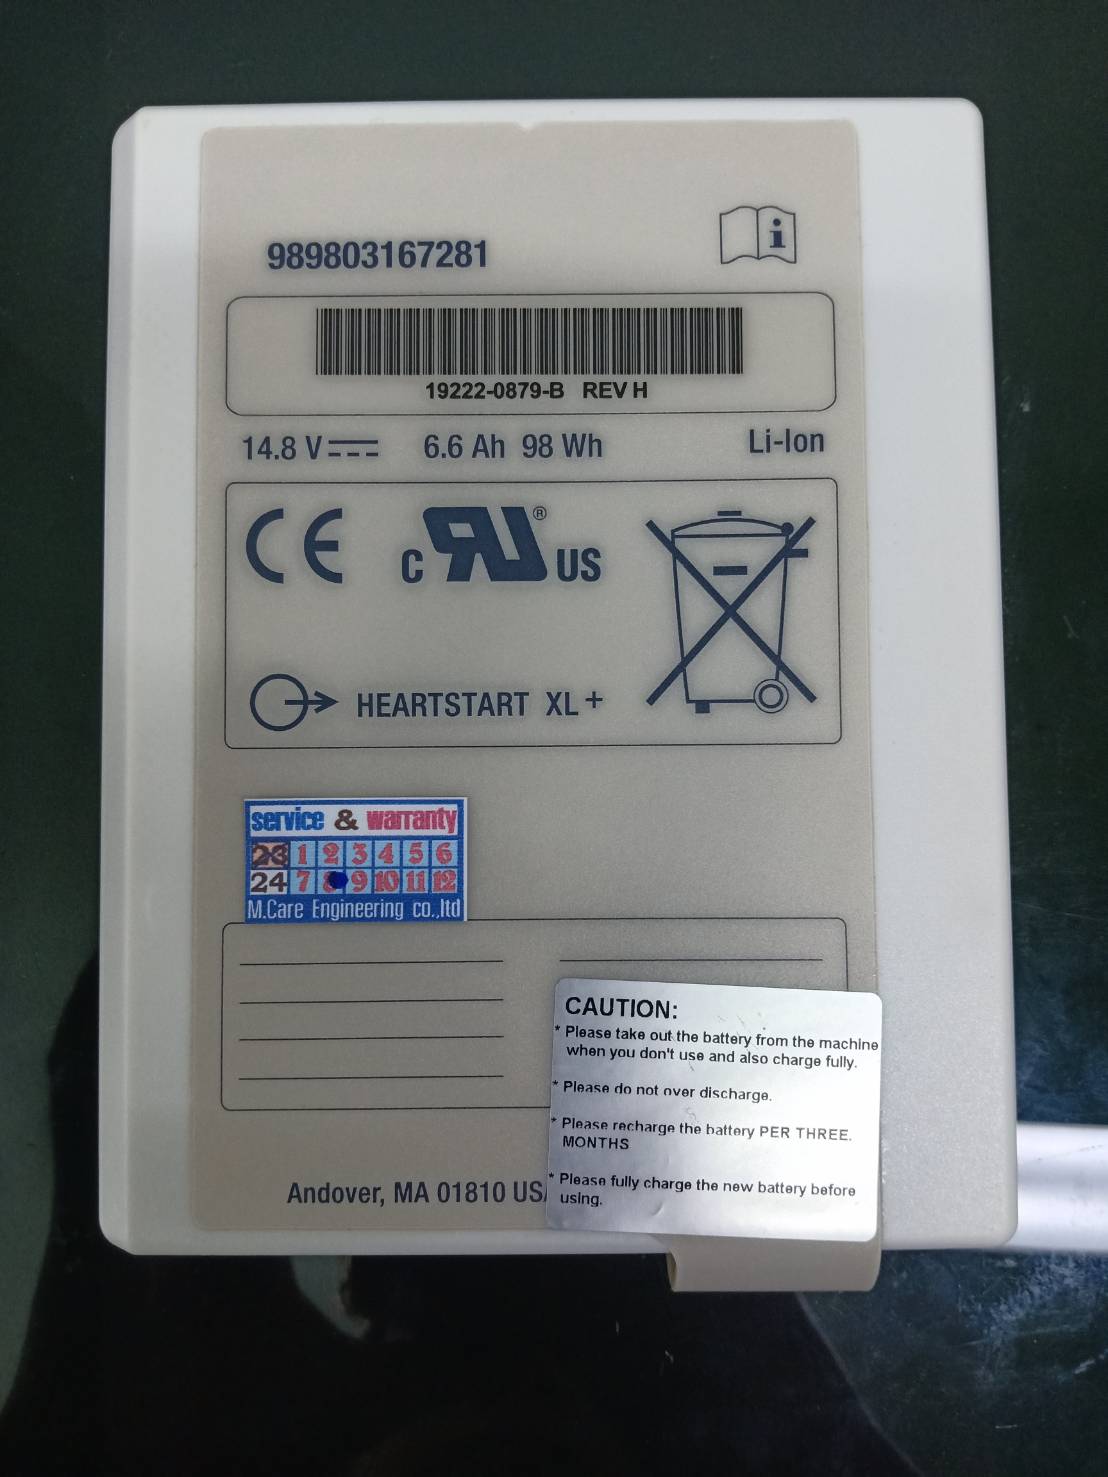 989803167281
i
19222-0879-B REV H
14.8 V 6.6 Ah 98 Wh Li-Ion
CE c RU ® US
HEARTSTART XL+
service & warranty
23 1 2 3 4 5 6
24 7 8 9 10 11 12
M.Care Engineering co.,ltd
CAUTION:
* Please take out the battery from the machine
when you don't use and also charge fully.
* Please do not over discharge.
* Please recharge the battery PER THREE.
MONTHS
* Please fully charge the new battery before
using.
Andover, MA 01810 USA